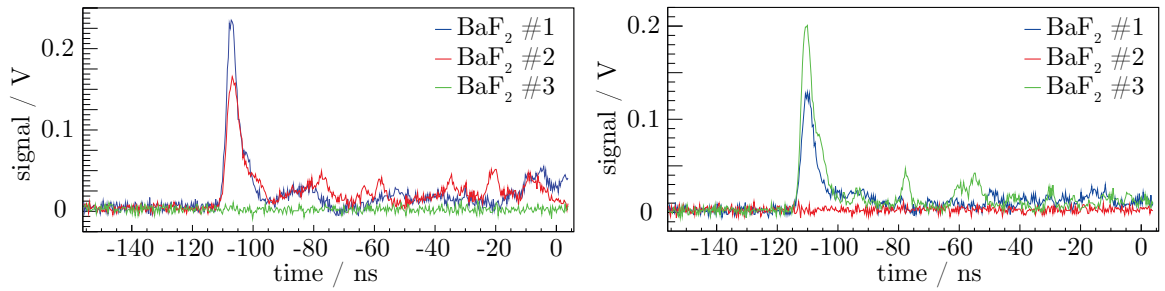 signal / V
0.2
0.1
0
BaF₂ #1
BaF₂ #2
BaF₂ #3
-140 -120 -100 -80 -60 -40 -20 0
time / ns
signal / V
0.2
0.1
0
BaF₂ #1
BaF₂ #2
BaF₂ #3
-140 -120 -100 -80 -60 -40 -20 0
time / ns